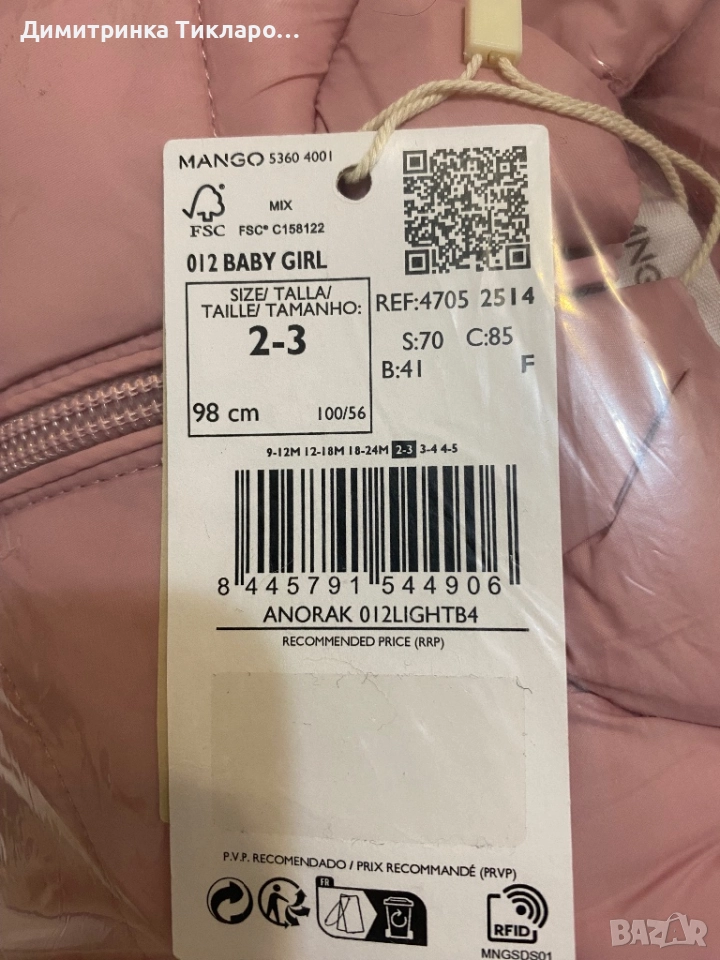 Димитринка Тикларо...
MANGO 5360 4001
MIX
FSC
FSC® C158122
012 BABY GIRL
SIZE/ TALLA/
TAILLE/ TAMANHO:
2-3
98 cm 100/56
REF:4705 2514
S:70 C:85
B:41 F
MANGO
9-12M 12-18M 18-24M 2-3 3-4 4-5
8 445791 544906
ANORAK 012LIGHTB4
RECOMMENDED PRICE (RRP)
P.V.P. RECOMENDADO / PRIX RECOMMANDÉ (PRVP)
FR
RFID
MNGSDS01
BAZAR